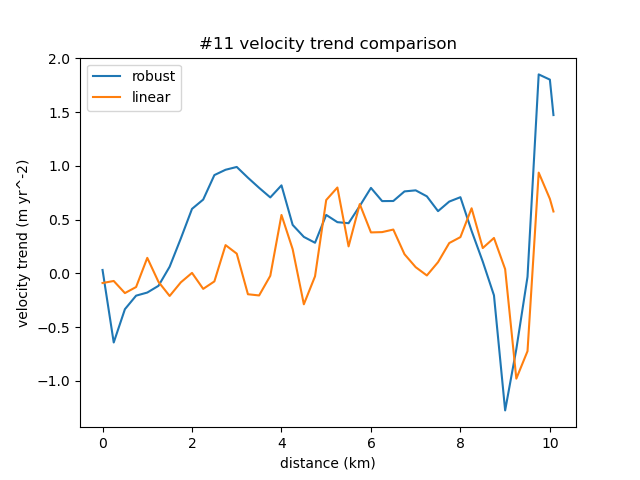 #11 velocity trend comparison
robust
linear
velocity trend (m yr^-2)
2.0
1.5
1.0
0.5
0.0
−0.5
−1.0
0 2 4 6 8 10
distance (km)